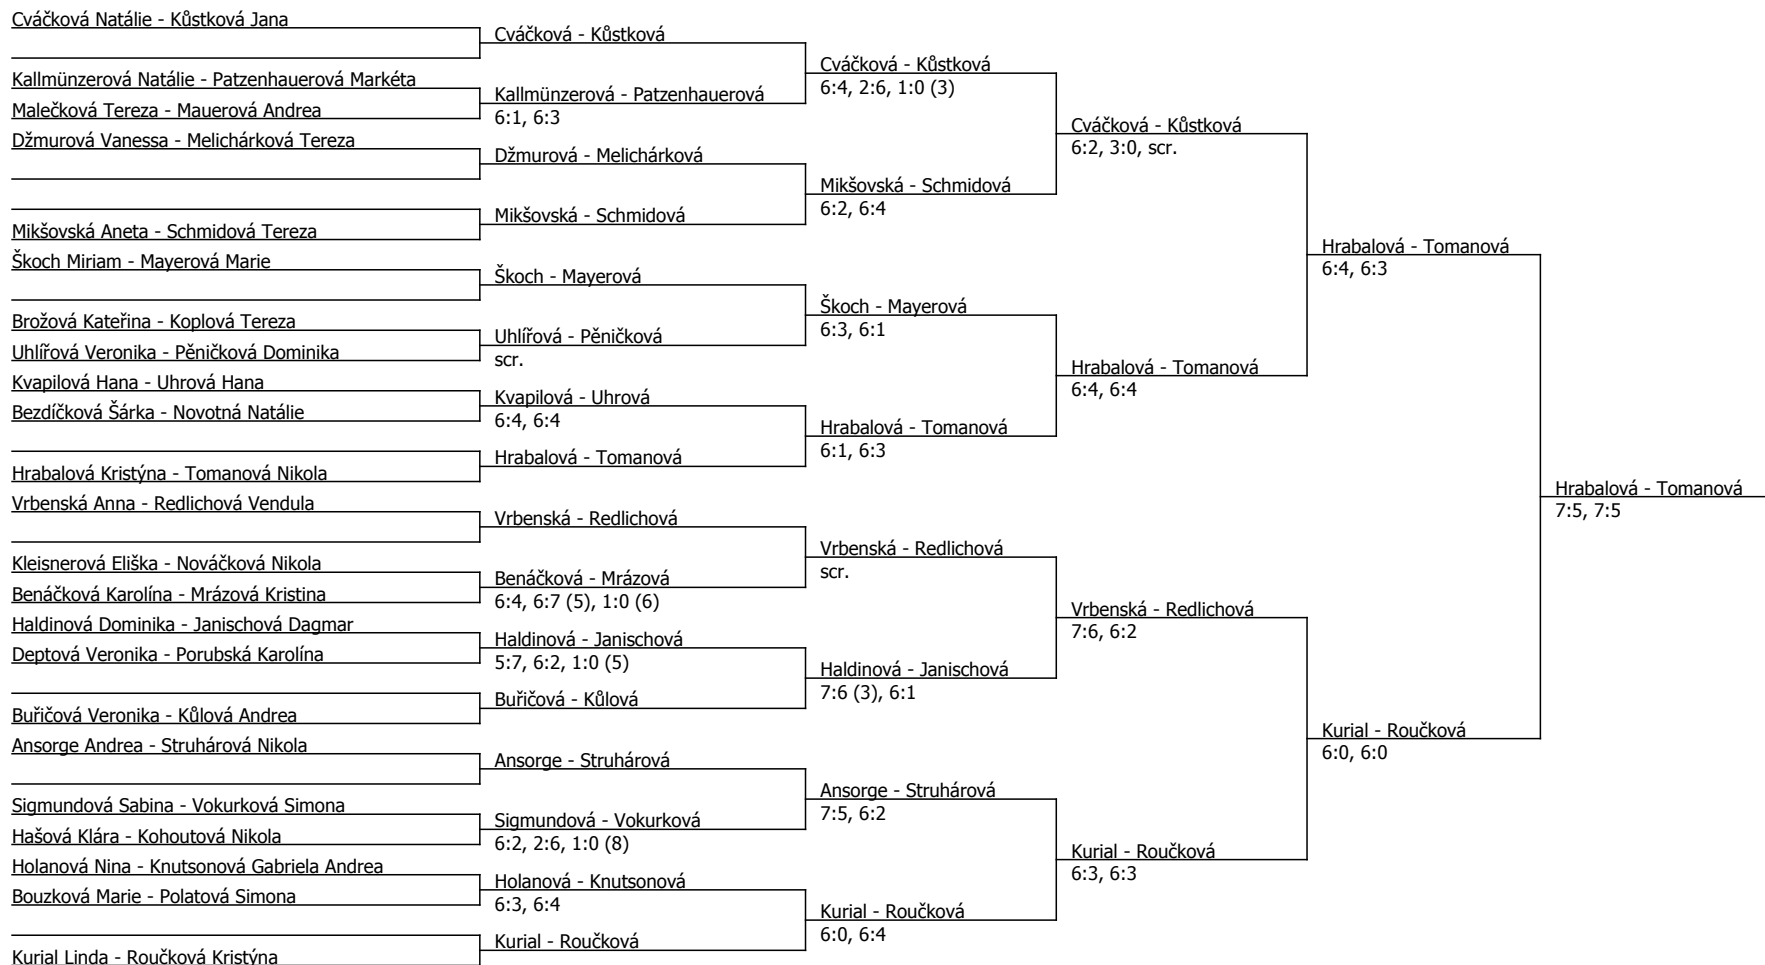 Cváčková Natálie - Kůstková Jana
Kallmünzerová Natálie - Patzenhauerová Markéta
Malečková Tereza - Mauerová Andrea
Džmurová Vanessa - Melichárková Tereza
Mikšovská Aneta - Schmidová Tereza
Škoch Miriam - Mayerová Marie
Brožová Kateřina - Koplová Tereza
Uhlířová Veronika - Pěničková Dominika
Kvapilová Hana - Uhrová Hana
Bezdíčková Šárka - Novotná Natálie
Hrabalová Kristýna - Tomanová Nikola
Vrbenská Anna - Redlichová Vendula
Kleisnerová Eliška - Nováčková Nikola
Benáčková Karolína - Mrázová Kristina
Haldinová Dominika - Janischová Dagmar
Deptová Veronika - Porubská Karolína
Buřičová Veronika - Kůlová Andrea
Ansorge Andrea - Struhárová Nikola
Sigmundová Sabina - Vokurková Simona
Hašová Klára - Kohoutová Nikola
Holanová Nina - Knutsonová Gabriela Andrea
Bouzková Marie - Polatová Simona
Kurial Linda - Roučková Kristýna
Cváčková - Kůstková
Kallmünzerová - Patzenhauerová
6:1, 6:3
Džmurová - Melichárková
Mikšovská - Schmidová
Škoch - Mayerová
Uhlířová - Pěničková
scr.
Kvapilová - Uhrová
6:4, 6:4
Hrabalová - Tomanová
Vrbenská - Redlichová
Benáčková - Mrázová
6:4, 6:7 (5), 1:0 (6)
Haldinová - Janischová
5:7, 6:2, 1:0 (5)
Buřičová - Kůlová
Ansorge - Struhárová
Sigmundová - Vokurková
6:2, 2:6, 1:0 (8)
Holanová - Knutsonová
6:3, 6:4
Kurial - Roučková
Cváčková - Kůstková
6:4, 2:6, 1:0 (3)
Mikšovská - Schmidová
6:2, 6:4
Škoch - Mayerová
6:3, 6:1
Hrabalová - Tomanová
6:1, 6:3
Vrbenská - Redlichová
scr.
Haldinová - Janischová
7:6 (3), 6:1
Ansorge - Struhárová
7:5, 6:2
Kurial - Roučková
6:0, 6:4
Cváčková - Kůstková
6:2, 3:0, scr.
Hrabalová - Tomanová
6:4, 6:4
Vrbenská - Redlichová
7:6, 6:2
Kurial - Roučková
6:3, 6:3
Hrabalová - Tomanová
6:4, 6:3
Kurial - Roučková
6:0, 6:0
Hrabalová - Tomanová
7:5, 7:5